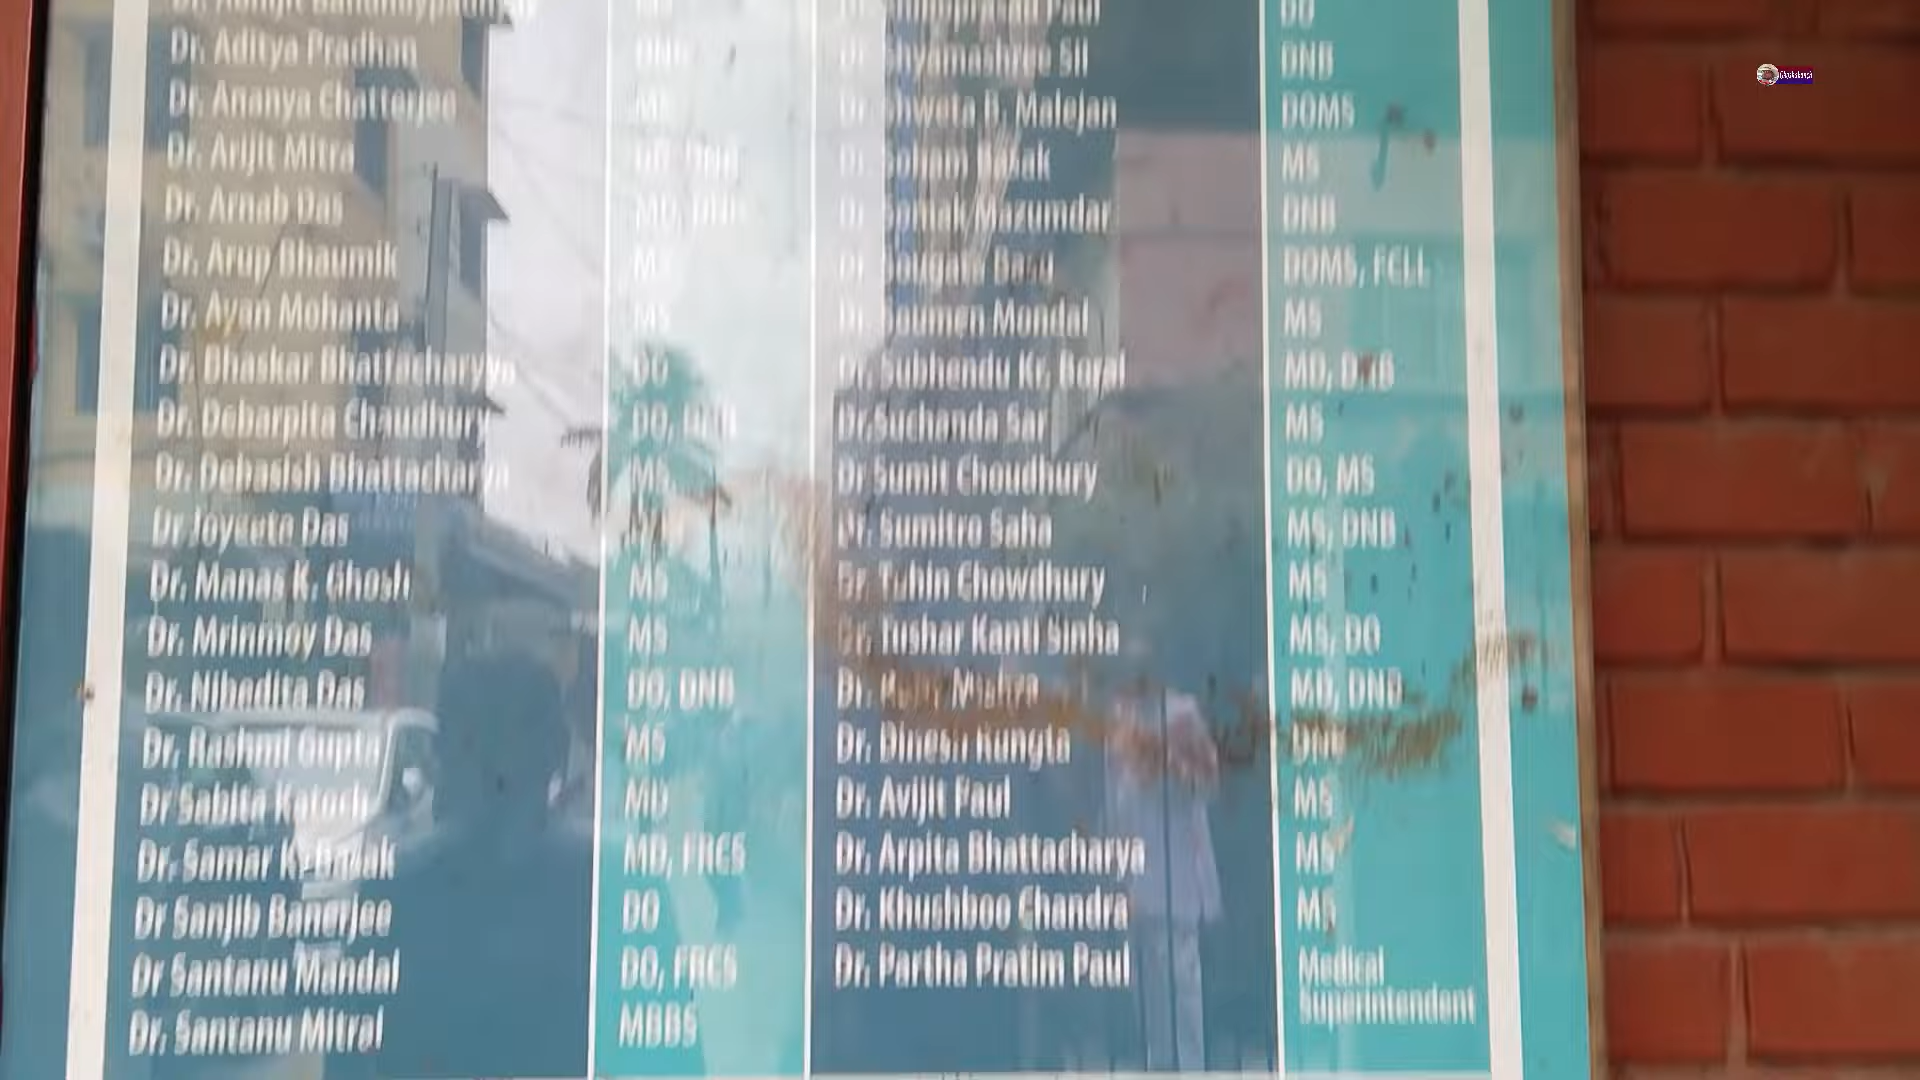 Dr. Aditya Pradhan DNB
Dr. Ananya Chatterjee MS
Dr. Arijit Mitra DNB
Dr. Arnab Das MD, DNB
Dr. Arup Bhaumik MS
Dr. Ayan Mohanta MS
Dr. Bhaskar Bhattacharyya DO
Dr. Debarpita Chaudhury DO, DNB
Dr. Debasish Bhattacharya MS
Dr Joyeeta Das
Dr. Manas K. Ghosh MS
Dr. Mrinmoy Das MS
Dr. Nibedita Das DO, DNB
Dr. Rashmi Gupta MS
Dr Sabita Katoch MD
Dr. Samar K. Basak MD, FRCS
Dr Sanjib Banerjee DO
Dr Santanu Mandal DO, FRCS
Dr. Santanu Mitra MBBS
Paul DO
Dr. Shyamashree Sil DNB
Dr. Shweta B. Malejan DOMS
Dr. Soham Basak MS
Dr. Somak Mazumdar DNB
Dr. Sougata Basu DOMS, FCLL
Dr. Soumen Mondal MS
Dr. Subhendu Kr. Boral MD, DNB
Dr.Suchanda Sar MS
Dr Sumit Choudhury DO, MS
Dr. Sumitra Saha MS, DNB
Dr. Tuhin Chowdhury MS
Dr. Tushar Kanti Sinha MS, DO
Dr. Mishra MD, DNB
Dr. Dinesh Rungta DNB
Dr. Avijit Paul MS
Dr. Arpita Bhattacharya MS
Dr. Khushboo Chandra MS
Dr. Partha Pratim Paul Medical
Superintendent